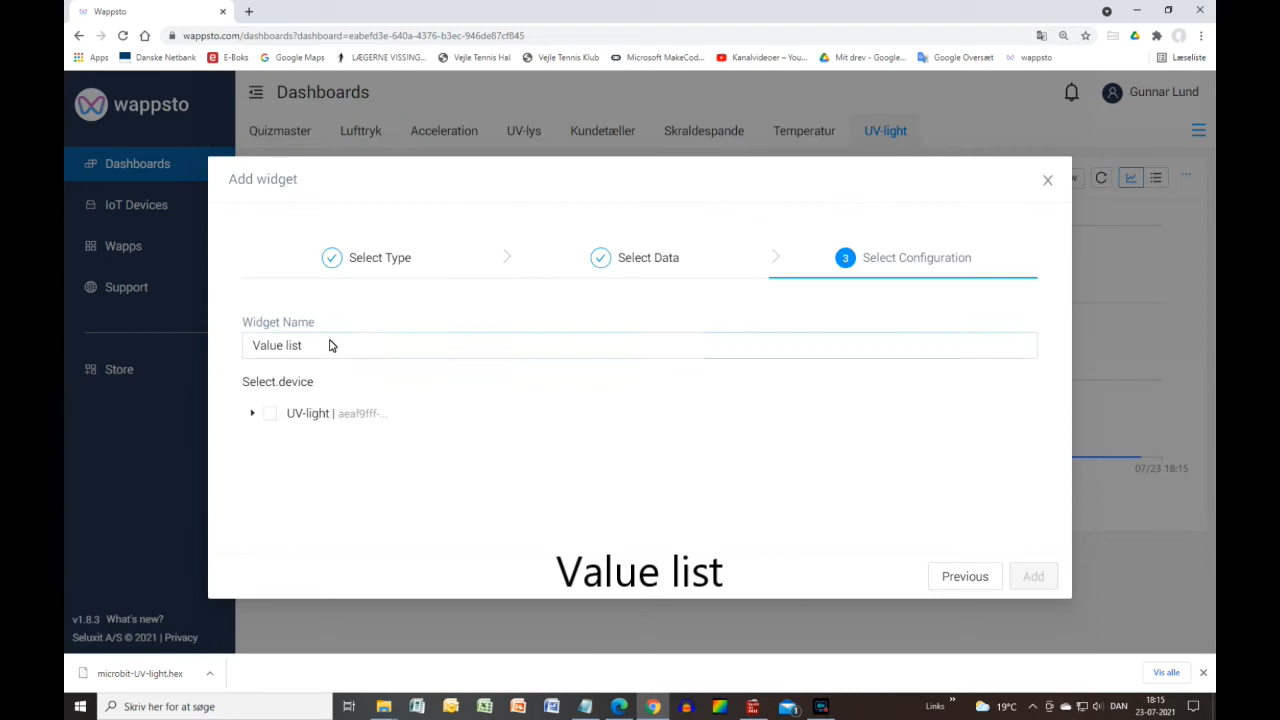 Wappsto
wappsto.com/dashboards?dashboard=eabefd3e-640a-4376-b3ec-946de87cf845
Apps Danske Netbank E-Boks Google Maps LÆGERNE VISSING... Vejle Tennis Hal Vejle Tennis Klub Microsoft MakeCod... Kanalvideoer – You... Mit drev - Google... Google Oversæt wappsto Læseliste
wappsto
Dashboards
Gunnar Lund
Quizmaster Lufttryk Acceleration UV-lys Kundetæller Skraldespande Temperatur UV-light
Dashboards
IoT Devices
Wapps
Support
Store
Add widget
Select Type
Select Data
3 Select Configuration
Widget Name
Value list
Select.device
UV-light | aeaf9fff-...
07/23 18:15
Value list
Previous
Add
v1.8.3 What's new?
Seluxit A/S © 2021 | Privacy
microbit-UV-light.hex
Vis alle
Skriv her for at søge
Links
19°C
DAN
18:15
23-07-2021